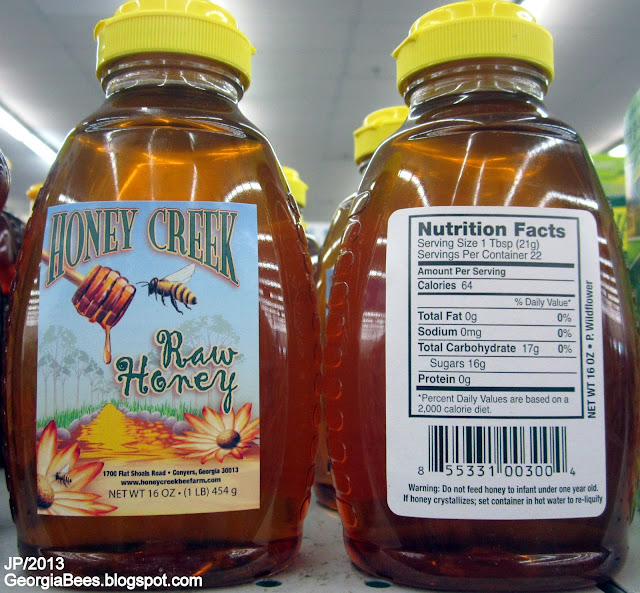 HONEY CREEK
Raw
Honey
1700 Flat Shoals Road • Conyers, Georgia 30013
www.honeycreekbeefarm.com
NET WT 16 OZ • (1 LB) 454 g
Nutrition Facts
Serving Size 1 Tbsp (21g)
Servings Per Container 22
Amount Per Serving
Calories 64
% Daily Value*
Total Fat 0g 0%
Sodium 0mg 0%
Total Carbohydrate 17g 0%
Sugars 16g
Protein 0g
*Percent Daily Values are based on a
2,000 calorie diet.
NET WT 16 OZ • P. Wildflower
8 55331 00300 4
Warning: Do not feed honey to infant under one year old.
If honey crystallizes; set container in hot water to re-liquify
JP/2013
GeorgiaBees.blogspot.com